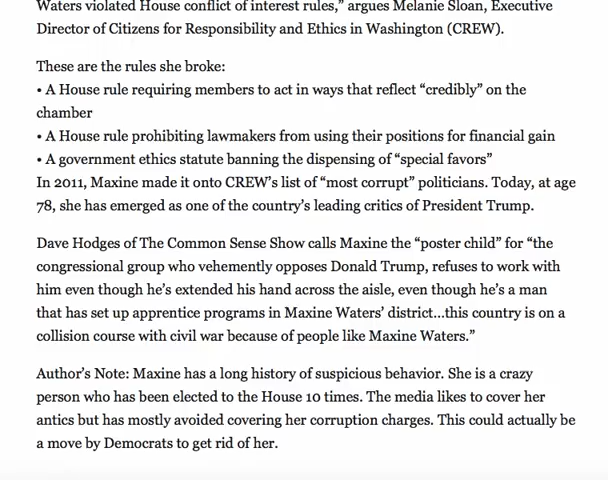 Waters violated House conflict of interest rules,” argues Melanie Sloan, Executive
Director of Citizens for Responsibility and Ethics in Washington (CREW).
These are the rules she broke:
• A House rule requiring members to act in ways that reflect “credibly” on the
chamber
• A House rule prohibiting lawmakers from using their positions for financial gain
• A government ethics statute banning the dispensing of “special favors”
In 2011, Maxine made it onto CREW’s list of “most corrupt” politicians. Today, at age
78, she has emerged as one of the country’s leading critics of President Trump.
Dave Hodges of The Common Sense Show calls Maxine the “poster child” for “the
congressional group who vehemently opposes Donald Trump, refuses to work with
him even though he’s extended his hand across the aisle, even though he’s a man
that has set up apprentice programs in Maxine Waters’ district...this country is on a
collision course with civil war because of people like Maxine Waters.”
Author’s Note: Maxine has a long history of suspicious behavior. She is a crazy
person who has been elected to the House 10 times. The media likes to cover her
antics but has mostly avoided covering her corruption charges. This could actually be
a move by Democrats to get rid of her.